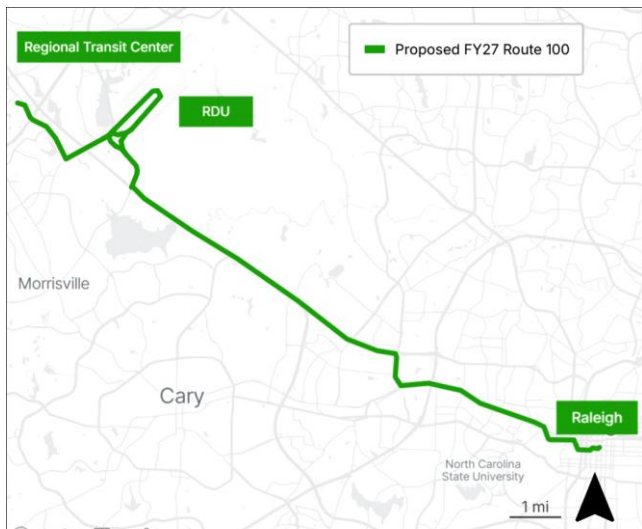 Regional Transit Center
Proposed FY27 Route 100
RDU
Morrisville
Cary
Raleigh
North Carolina
State University
1 mi